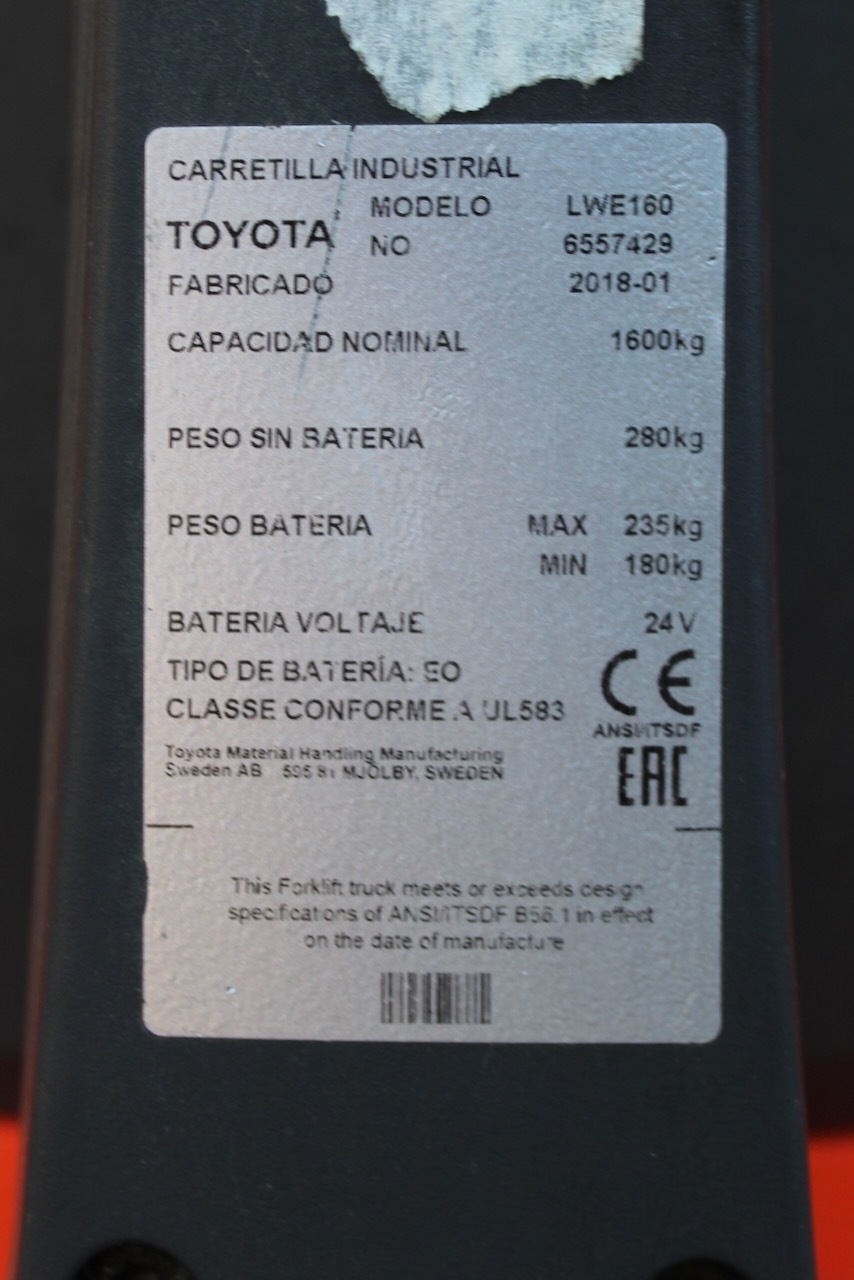 CARRETILLA INDUSTRIAL
MODELO LWE160
TOYOTA
NO 6557429
FABRICADO 2018-01
CAPACIDAD NOMINAL 1600kg
PESO SIN BATERIA 280kg
PESO BATERIA MAX 235kg
MIN 180kg
BATERIA VOLTAJE 24V
TIPO DE BATERÍA: EO
CLASSE CONFORME A UL583
CE
ANSI/ITSDF
EAC
Toyota Material Handling Manufacturing
Sweden AB 595 81 MJÖLBY, SWEDEN
This Forklift truck meets or exceeds design
specifications of ANSI/ITSDF B56.1 in effect
on the date of manufacture